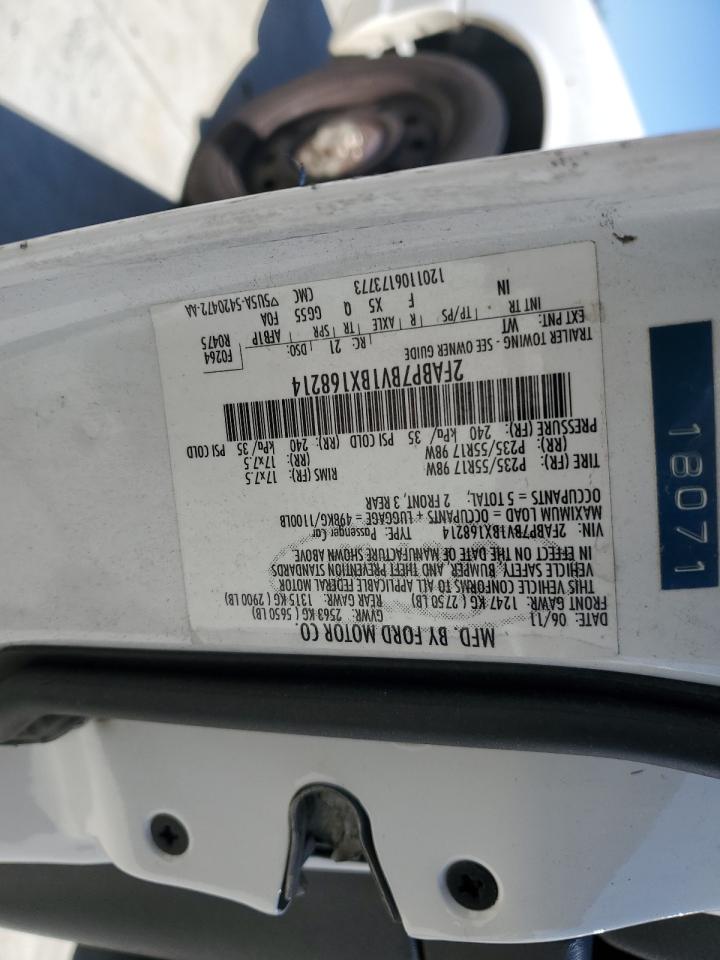 MFD. BY FORD MOTOR CO.
DATE: 06/11 GVWR: 2563 KG ( 5650 LB)
FRONT GAWR: 1247 KG ( 2750 LB) REAR GAWR: 1315 KG ( 2900 LB)
THIS VEHICLE CONFORMS TO ALL APPLICABLE FEDERAL MOTOR
VEHICLE SAFETY, BUMPER, AND THEFT PREVENTION STANDARDS
IN EFFECT ON THE DATE OF MANUFACTURE SHOWN ABOVE
VIN: 2FABP7BV1BX168214 TYPE: Passenger Car
MAXIMUM LOAD = OCCUPANTS + LUGGAGE = 498KG/1100LB
OCCUPANTS = 5 TOTAL: 2 FRONT, 3 REAR
TIRE (FR): P235/55R17 98W RIMS (FR): 17x7.5
(RR): P235/55R17 98W (RR): 17x7.5
PRESSURE (FR): 240 kPa/ 35 PSI COLD (RR): 240 kPa/ 35 PSI COLD
2FABP7BV1BX168214
TRAILER TOWING - SEE OWNER GUIDE
F0264
R0475
EXT PNT: WT RC: 21 DSO: AFB1P
INT TR TP/PS R AXLE TR SPR
IN F X5 Q GG55 F0A
1201106173773 CMC ▽5USA-5420472-AA
18071